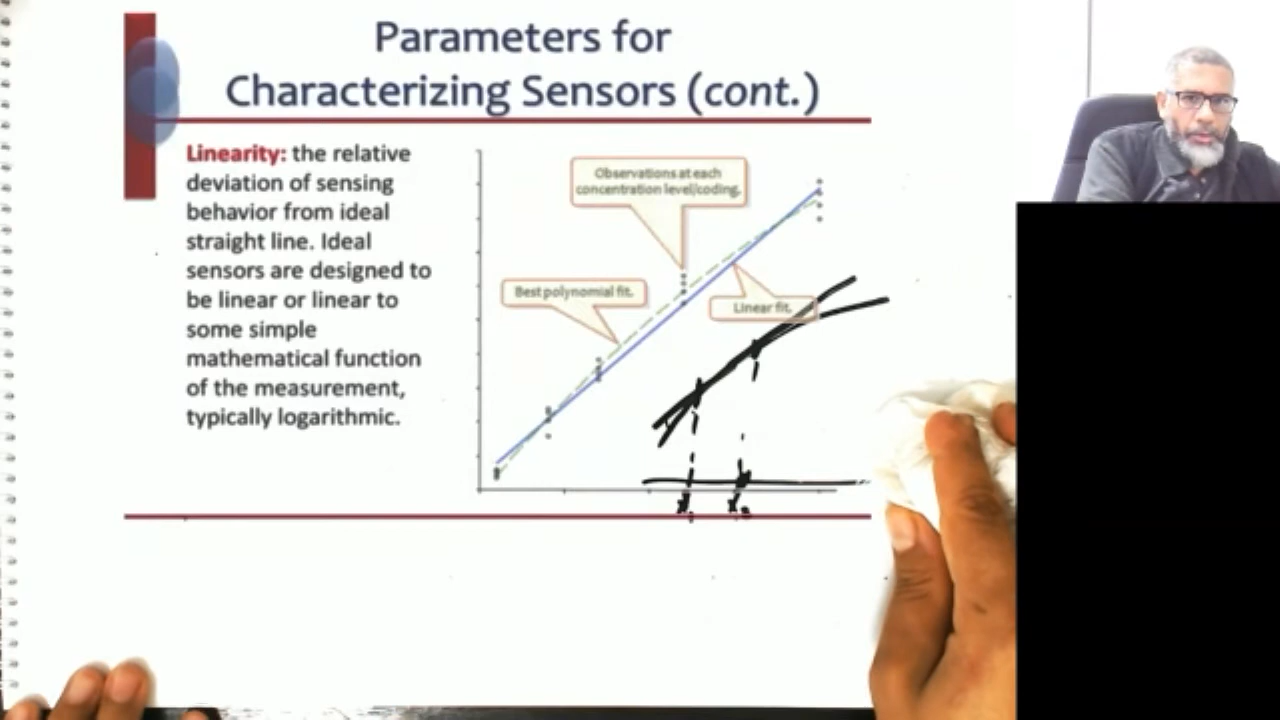 Parameters for
Characterizing Sensors (cont.)
Linearity: the relative
deviation of sensing
behavior from ideal
straight line. Ideal
sensors are designed to
be linear or linear to
some simple
mathematical function
of the measurement,
typically logarithmic.
Observations at each
concentration level/coding.
Best polynomial fit.
Linear fit.